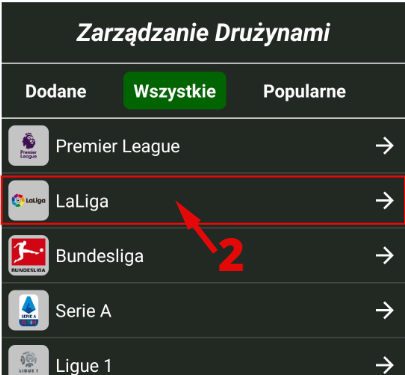 Zarządzanie Drużynami
Dodane Wszystkie Popularne
Premier League Premier League
LaLiga LaLiga
2
BUNDESLIGA Bundesliga
SERIE A Serie A
LIGUE 1 Ligue 1